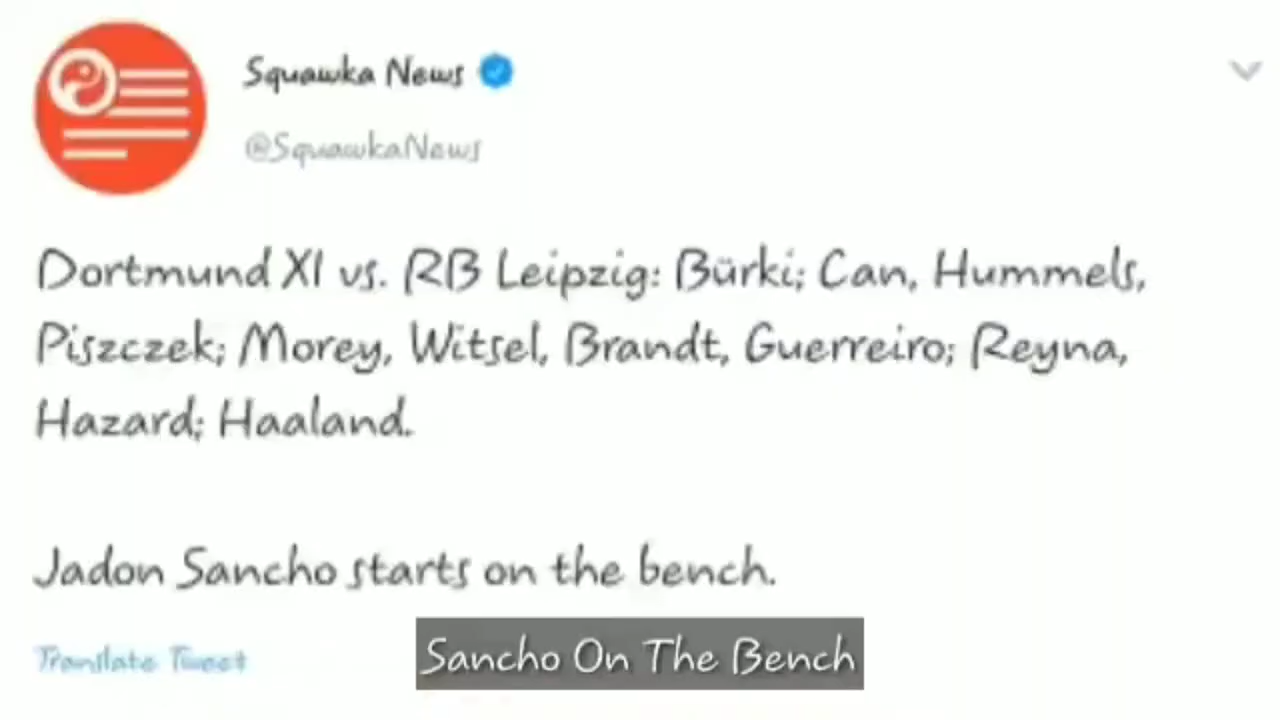 Squawka News
@SquawkaNews
Dortmund XI vs. RB Leipzig: Bürki; Can, Hummels,
Piszczek; Morey, Witsel, Brandt, Guerreiro; Reyna,
Hazard; Haaland.
Jadon Sancho starts on the bench.
Translate Tweet
Sancho On The Bench